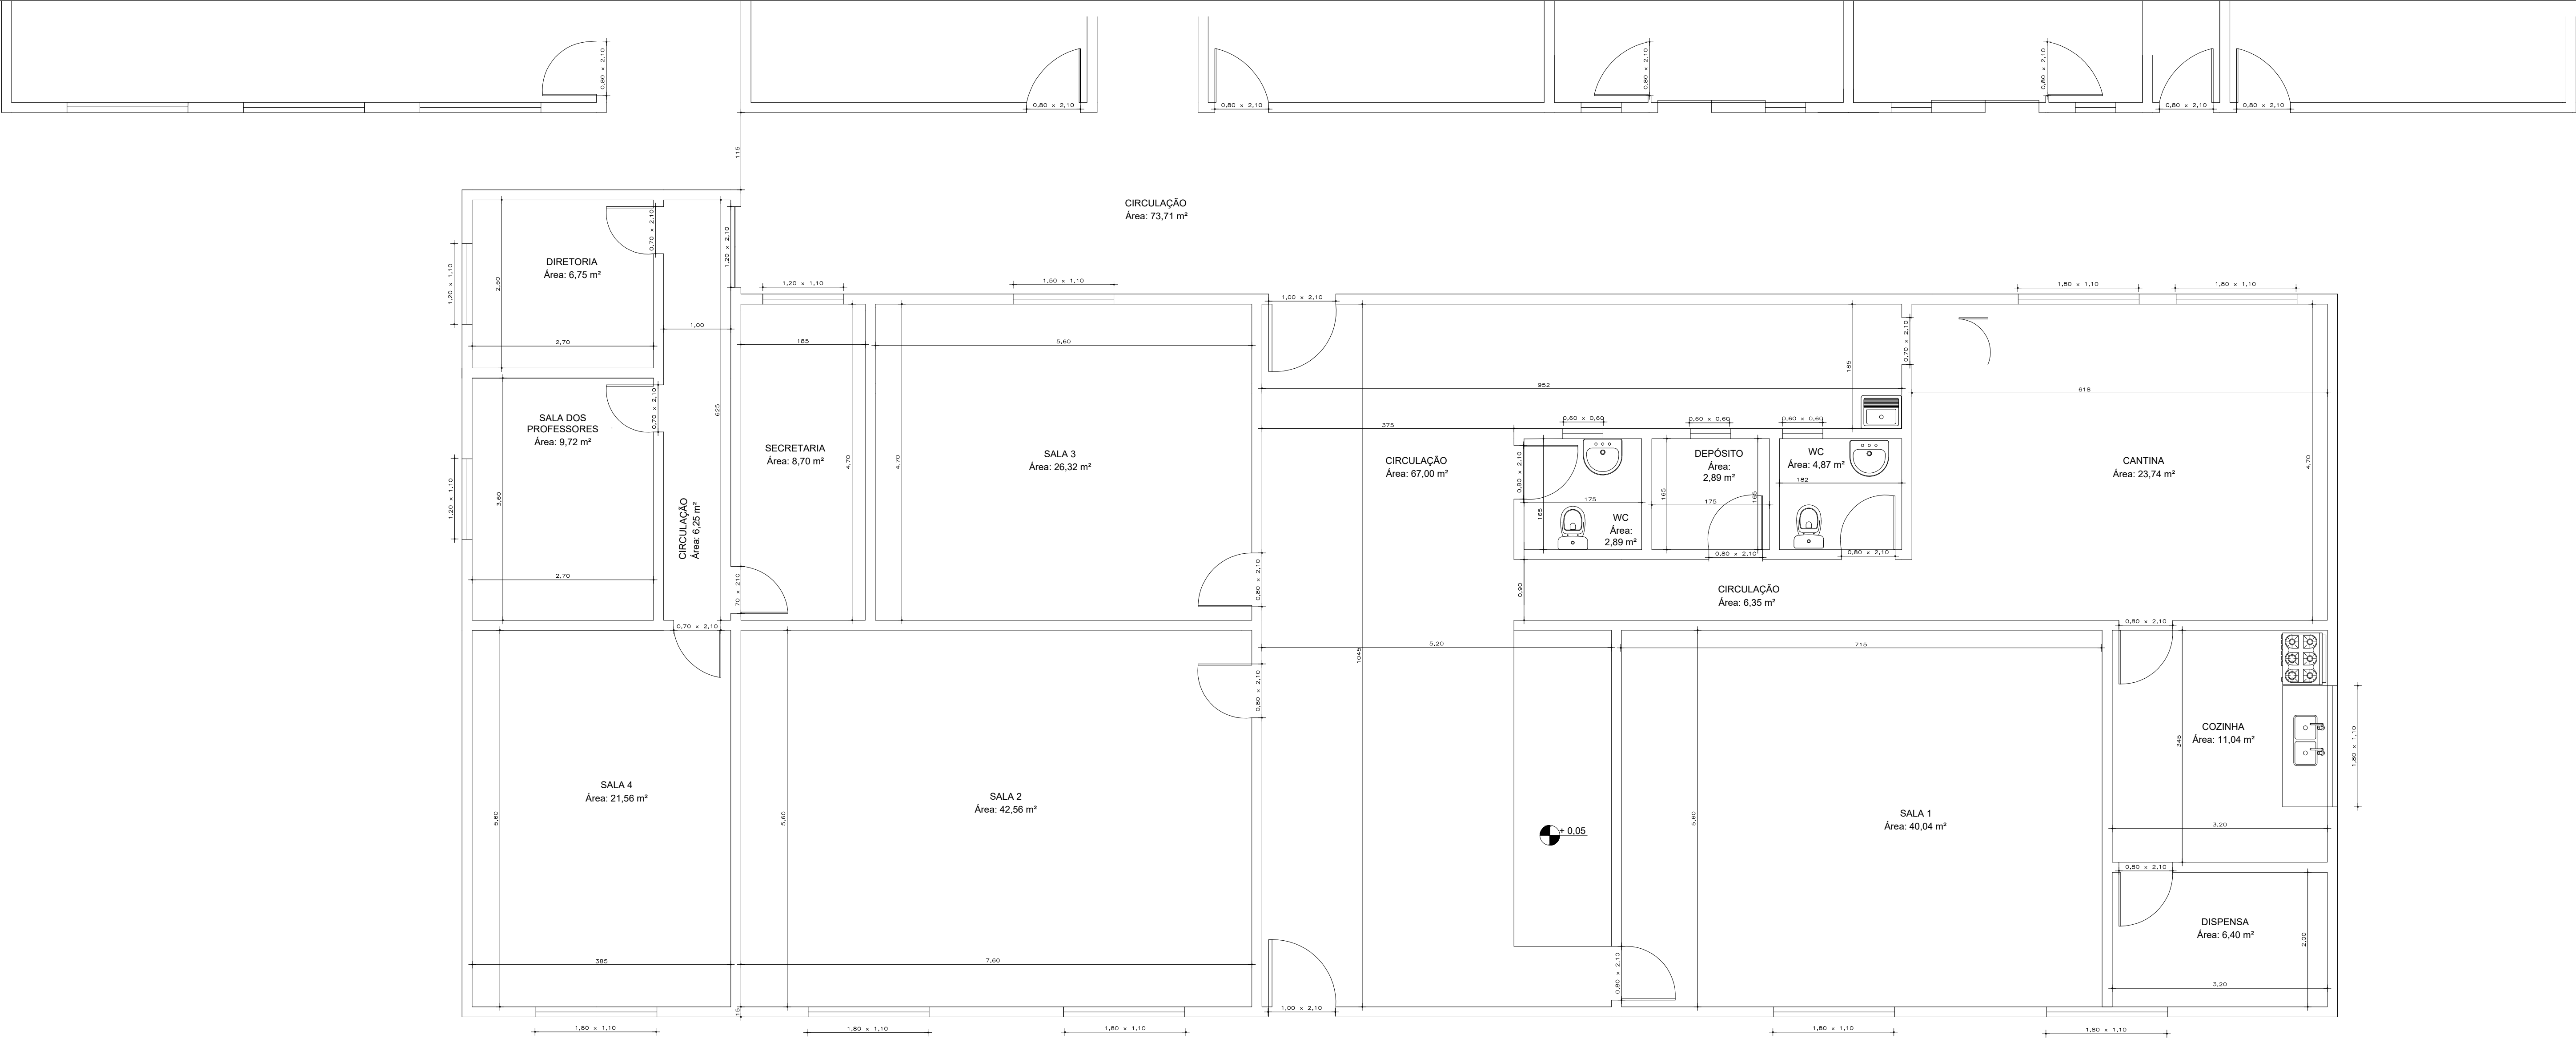 0,80 × 2,10
0,80 × 2,10
0,80 × 2,10
0,80 × 2,10
0,80 × 2,10
0,80 × 2,10
0,80 × 2,10
115
CIRCULAÇÃO
Área: 73,71 m²
DIRETORIA
Área: 6,75 m²
2,50
2,70
0,70 × 2,10
1,20 × 1,10
1,20 × 2,10
1,00
625
SALA DOS
PROFESSORES
Área: 9,72 m²
3,60
2,70
0,70 × 2,10
1,20 × 1,10
CIRCULAÇÃO
Área: 6,25 m²
0,70 × 2,10
1,20 × 1,10
185
SECRETARIA
Área: 8,70 m²
4,70
70 × 210
1,50 × 1,10
5,60
4,70
SALA 3
Área: 26,32 m²
0,80 × 2,10
1,00 × 2,10
952
185
375
CIRCULAÇÃO
Área: 67,00 m²
0,60 × 0,60
0,60 × 0,60
0,60 × 0,60
0,80 × 2,10
175
165
WC
Área:
2,89 m²
DEPÓSITO
Área:
2,89 m²
165
165
175
0,80 × 2,10
WC
Área: 4,87 m²
182
0,80 × 2,10
0,70 × 2,10
1,80 × 1,10
1,80 × 1,10
618
CANTINA
Área: 23,74 m²
4,70
0,90
CIRCULAÇÃO
Área: 6,35 m²
5,20
1045
715
0,80 × 2,10
345
COZINHA
Área: 11,04 m²
1,80 × 1,10
3,20
0,80 × 2,10
DISPENSA
Área: 6,40 m²
2,00
3,20
SALA 4
Área: 21,56 m²
5,60
385
1,80 × 1,10
15
SALA 2
Área: 42,56 m²
5,60
7,60
0,80 × 2,10
1,80 × 1,10
1,80 × 1,10
1,00 × 2,10
+ 0,05
SALA 1
Área: 40,04 m²
5,60
0,80 × 2,10
1,80 × 1,10
1,80 × 1,10